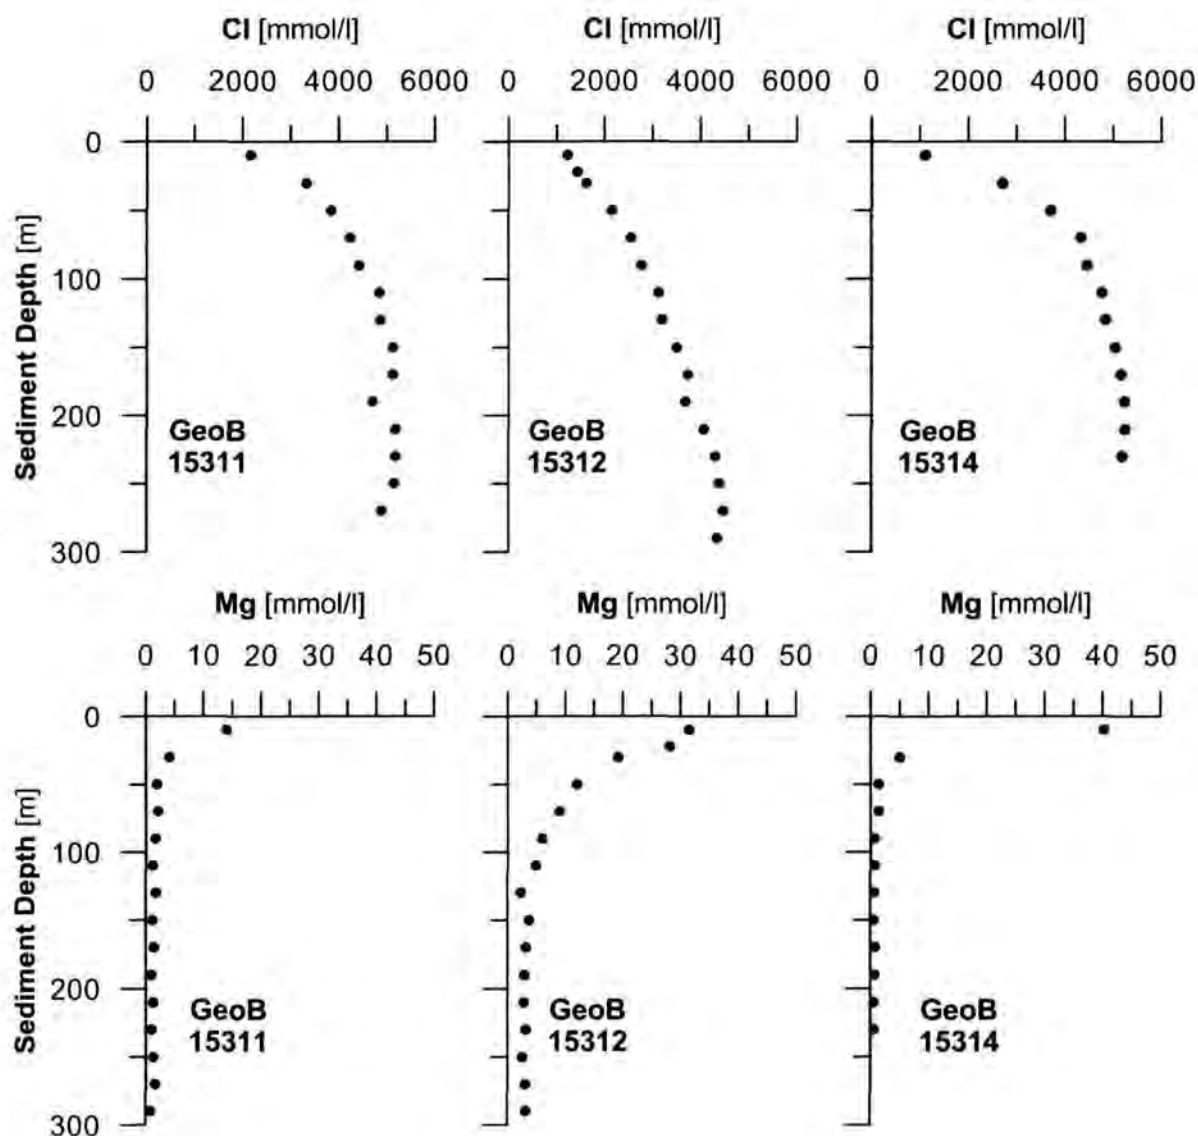 Cl [mmol/l] Cl [mmol/l] Cl [mmol/l]
0 2000 4000 6000 0 2000 4000 6000 0 2000 4000 6000
0
100
200
300
Sediment Depth [m]
GeoB
15311
GeoB
15312
GeoB
15314
Mg [mmol/l] Mg [mmol/l] Mg [mmol/l]
0 10 20 30 40 50 0 10 20 30 40 50 0 10 20 30 40 50
0
100
200
300
Sediment Depth [m]
GeoB
15311
GeoB
15312
GeoB
15314